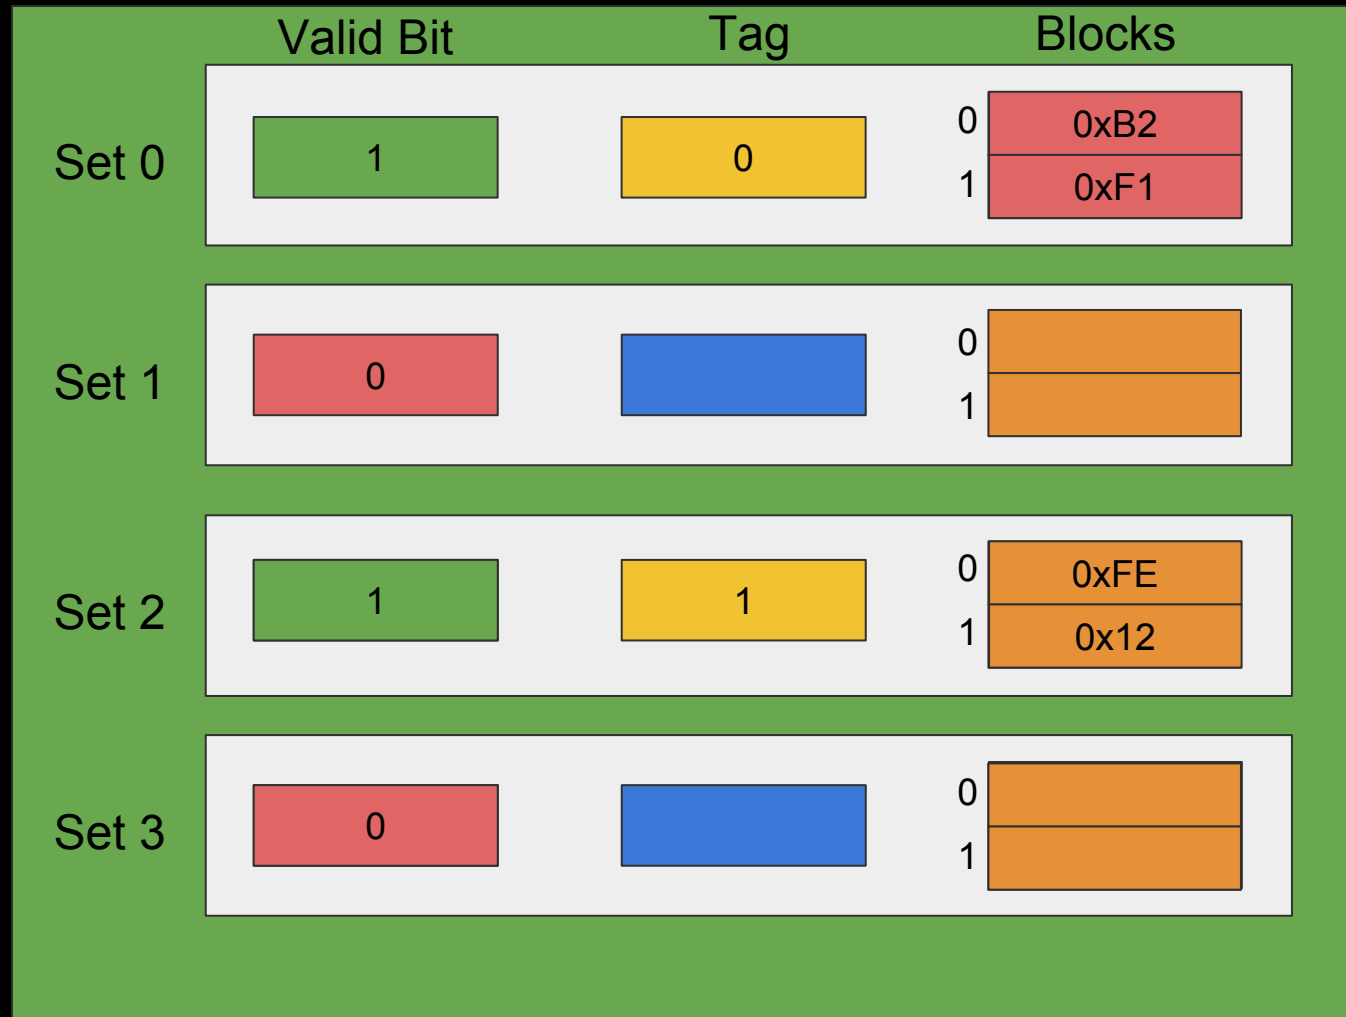 Valid Bit Tag Blocks
Set 0 1 0 0 0xB2
1 0xF1
Set 1 0 0
1
Set 2 1 1 0 0xFE
1 0x12
Set 3 0 0
1